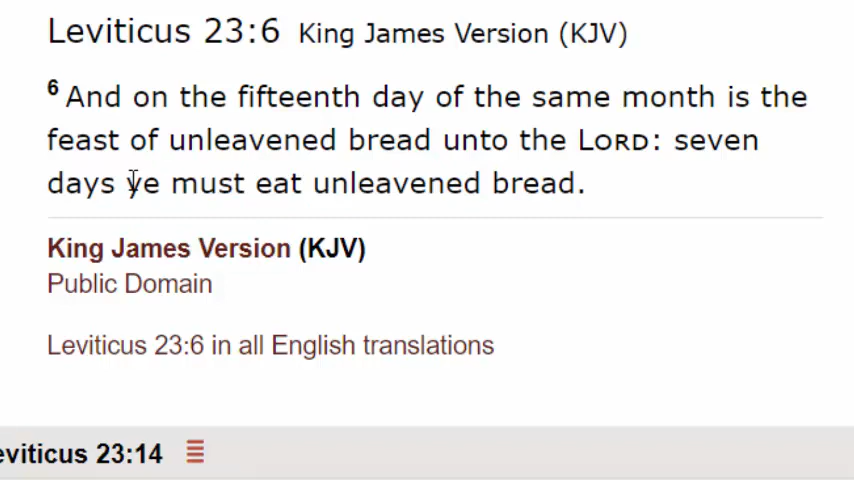 Leviticus 23:6 King James Version (KJV)
6 And on the fifteenth day of the same month is the
feast of unleavened bread unto the LORD: seven
days ye must eat unleavened bread.
King James Version (KJV)
Public Domain
Leviticus 23:6 in all English translations
eviticus 23:14